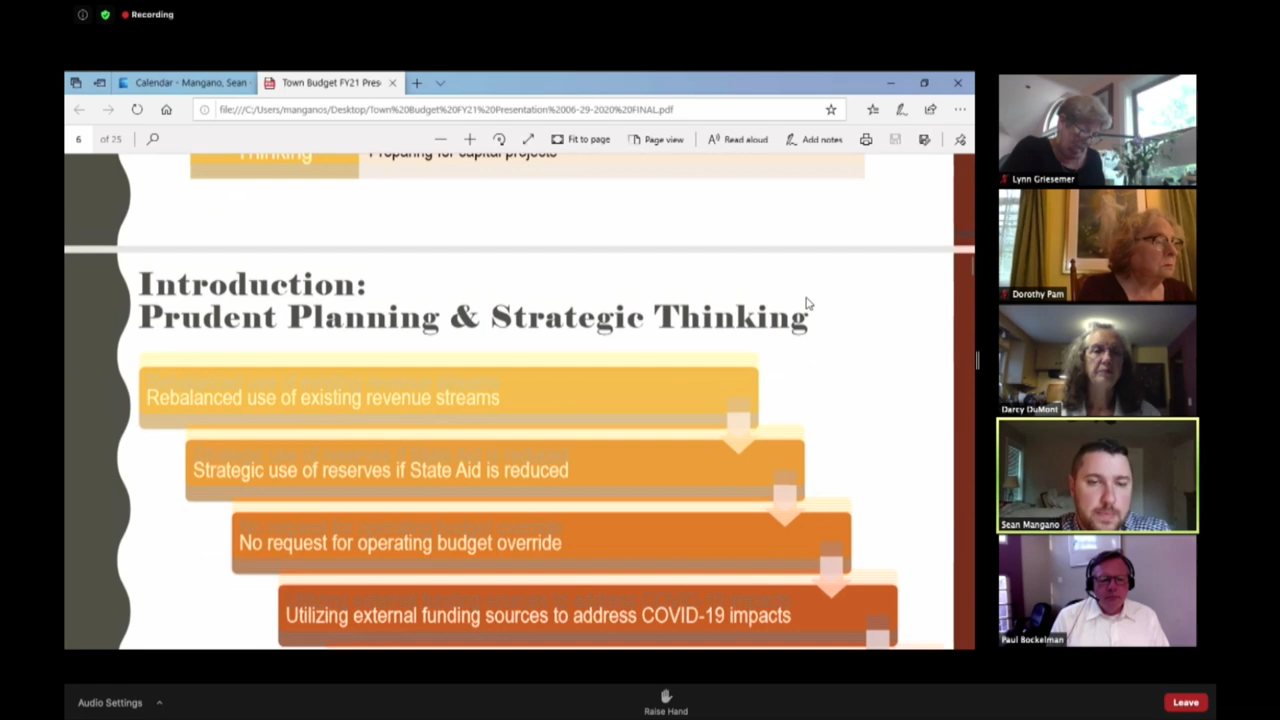 Recording
Calendar - Mangano, Sean
Town Budget FY21 Pres
file:///C:/Users/manganos/Desktop/Town%20Budget%20FY21%20Presentation%2006-29-2020%20FINAL.pdf
6 of 25
Fit to page
Page view
Read aloud
Add notes
Thinking
Preparing for capital projects
Introduction:
Prudent Planning & Strategic Thinking
Rebalanced use of existing revenue streams
Strategic use of reserves if State Aid is reduced
No request for operating budget override
Utilizing external funding sources to address COVID-19 impacts
Lynn Griesemer
Dorothy Pam
Darcy DuMont
Sean Mangano
Paul Bockelman
Audio Settings
Raise Hand
Leave